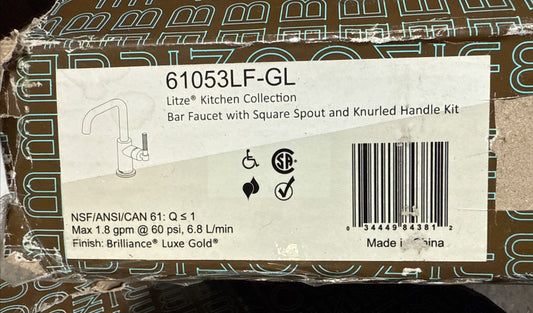 61053LF-GL
Litze® Kitchen Collection
Bar Faucet with Square Spout and Knurled Handle Kit
NSF/ANSI/CAN 61: Q ≤ 1
Max 1.8 gpm @ 60 psi, 6.8 L/min
Finish: Brilliance® Luxe Gold®
0 34449 84381 2
Made in China